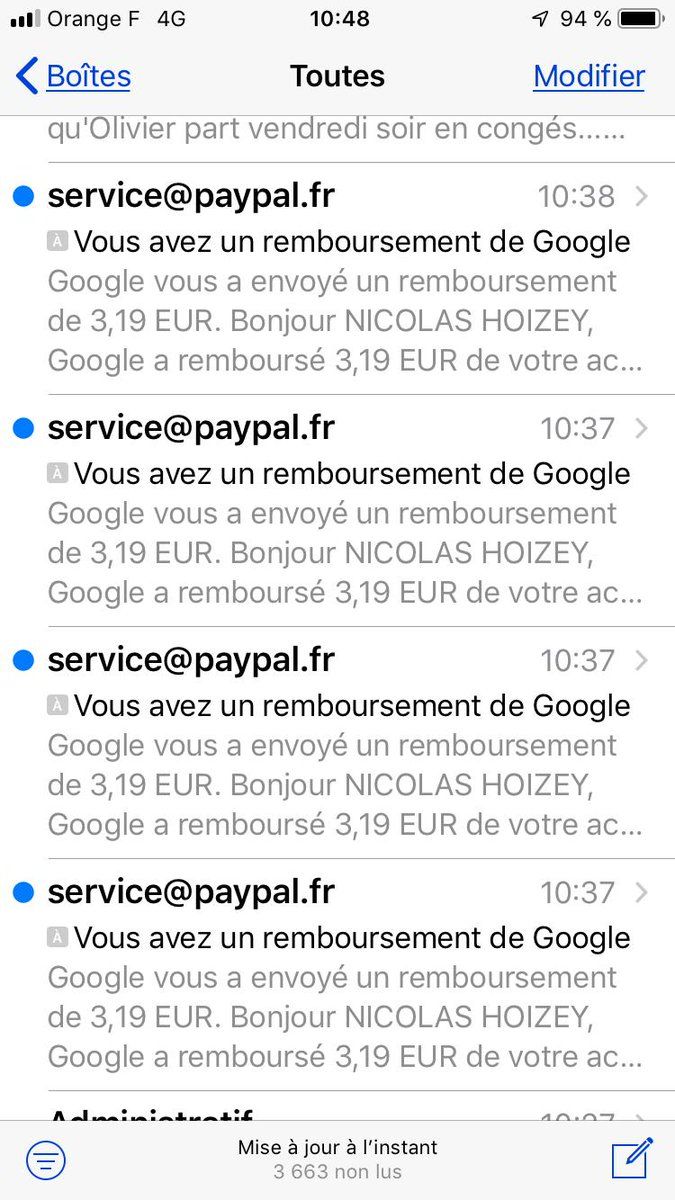 Orange F 4G 10:48 94 %
Boîtes Toutes Modifier
qu'Olivier part vendredi soir en congés......
service@paypal.fr 10:38
À Vous avez un remboursement de Google
Google vous a envoyé un remboursement
de 3,19 EUR. Bonjour NICOLAS HOIZEY,
Google a remboursé 3,19 EUR de votre ac...
service@paypal.fr 10:37
À Vous avez un remboursement de Google
Google vous a envoyé un remboursement
de 3,19 EUR. Bonjour NICOLAS HOIZEY,
Google a remboursé 3,19 EUR de votre ac...
service@paypal.fr 10:37
À Vous avez un remboursement de Google
Google vous a envoyé un remboursement
de 3,19 EUR. Bonjour NICOLAS HOIZEY,
Google a remboursé 3,19 EUR de votre ac...
service@paypal.fr 10:37
À Vous avez un remboursement de Google
Google vous a envoyé un remboursement
de 3,19 EUR. Bonjour NICOLAS HOIZEY,
Google a remboursé 3,19 EUR de votre ac...
Administratif 10:37
Mise à jour à l'instant
3 663 non lus